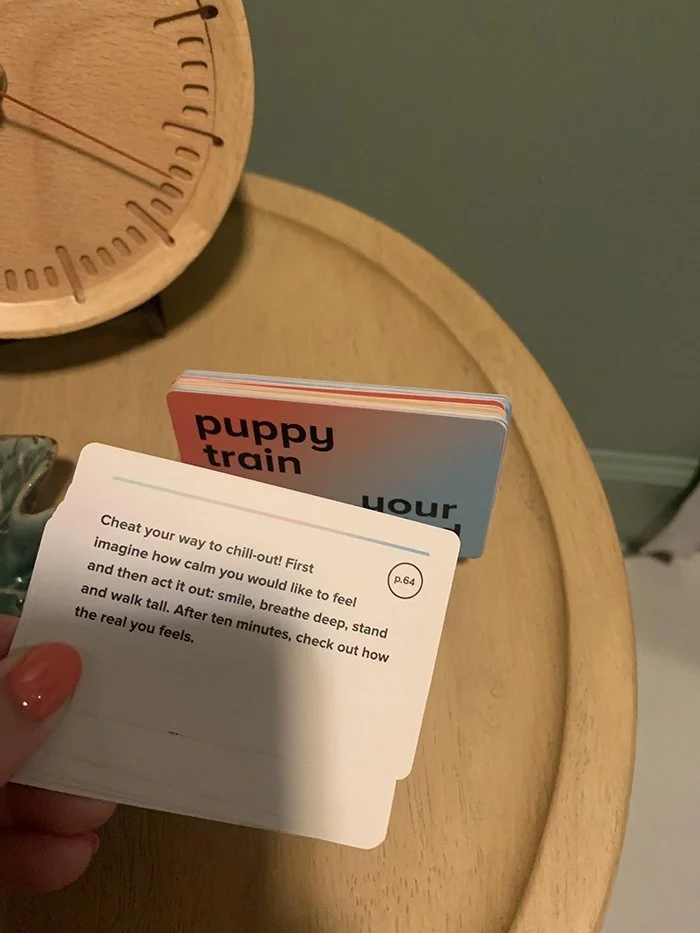 puppy
train
your
Cheat your way to chill-out! First
imagine how calm you would like to feel
and then act it out: smile, breathe deep, stand
and walk tall. After ten minutes, check out how
the real you feels.
p.64